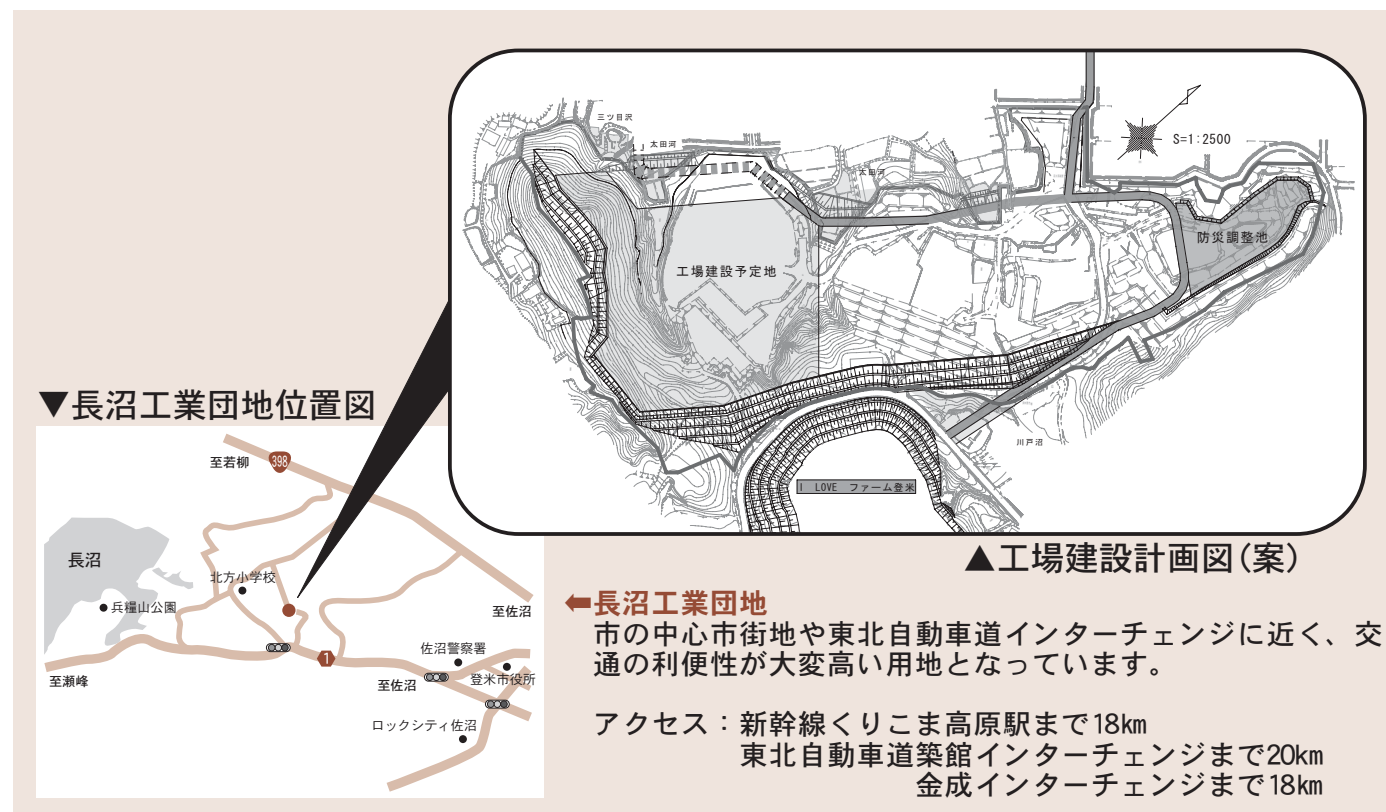 三ツ目沢
太田河
太田河
S=1:2500
防災調整池
工場建設予定地
川戸沼
I LOVE ファーム登米
▲工場建設計画図(案)
▼長沼工業団地位置図
至若柳
398
長沼
北方小学校
兵糧山公園
至佐沼
1
佐沼警察署
至瀬峰
至佐沼
登米市役所
ロックシティ佐沼
⬅長沼工業団地
市の中心市街地や東北自動車道インターチェンジに近く、交
通の利便性が大変高い用地となっています。
アクセス:新幹線くりこま高原駅まで18km
東北自動車道築館インターチェンジまで20km
金成インターチェンジまで18km